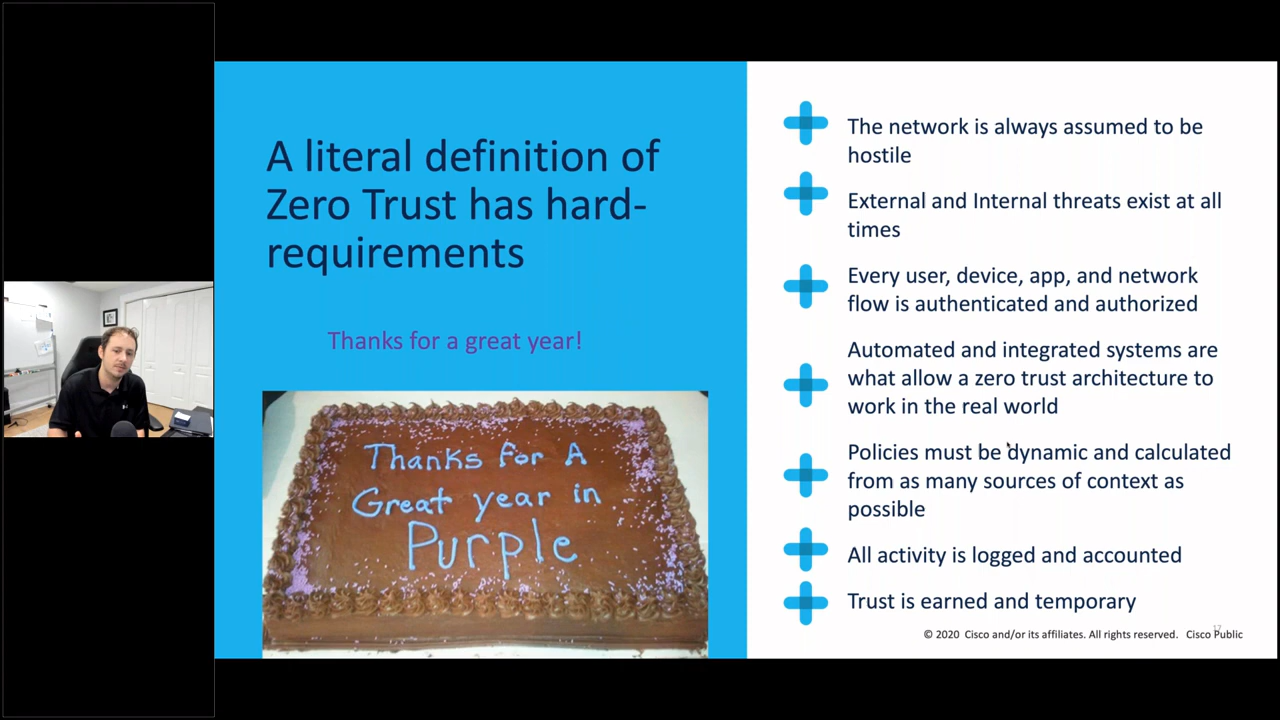 A literal definition of
Zero Trust has hard-
requirements
Thanks for a great year!
Thanks for A
Great year in
Purple
The network is always assumed to be
hostile
External and Internal threats exist at all
times
Every user, device, app, and network
flow is authenticated and authorized
Automated and integrated systems are
what allow a zero trust architecture to
work in the real world
Policies must be dynamic and calculated
from as many sources of context as
possible
All activity is logged and accounted
Trust is earned and temporary
17
© 2020 Cisco and/or its affiliates. All rights reserved. Cisco Public